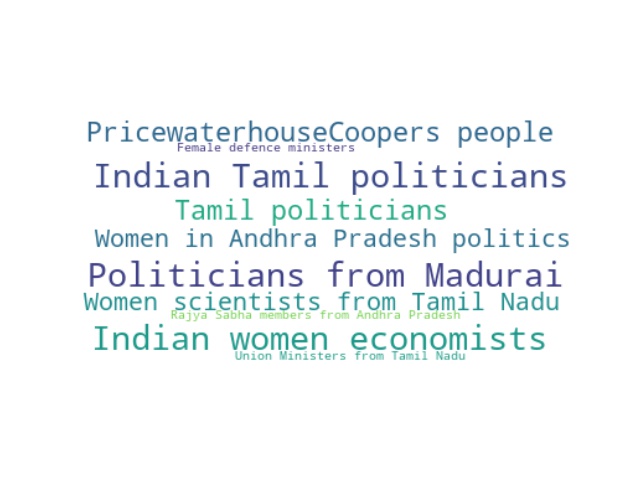 PricewaterhouseCoopers people
Female defence ministers
Indian Tamil politicians
Tamil politicians
Women in Andhra Pradesh politics
Politicians from Madurai
Women scientists from Tamil Nadu
Rajya Sabha members from Andhra Pradesh
Indian women economists
Union Ministers from Tamil Nadu